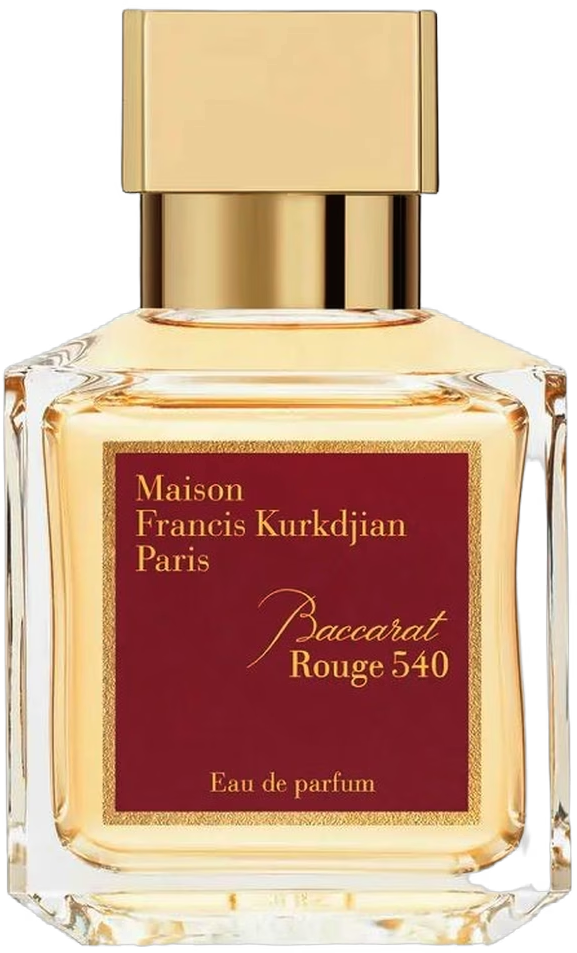 Maison
Francis Kurkdjian
Paris
Baccarat
Rouge 540
Eau de parfum